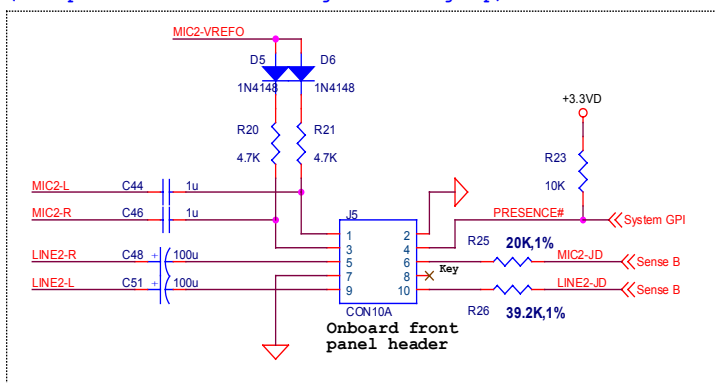 MIC2-VREFO
D5
D6
1N4148
1N4148
+3.3VD
R20
R21
4.7K
4.7K
R23
10K
MIC2-L
C44
1u
MIC2-R
C46
1u
J5
PRESENCE#
System GPI
1
2
3
4
R25
20K,1%
MIC2-JD
LINE2-R
C48
+
100u
5
6
Sense B
7
8
Key
LINE2-JD
LINE2-L
C51
+
100u
9
10
Sense B
CON10A
R26
39.2K,1%
Onboard front
panel header